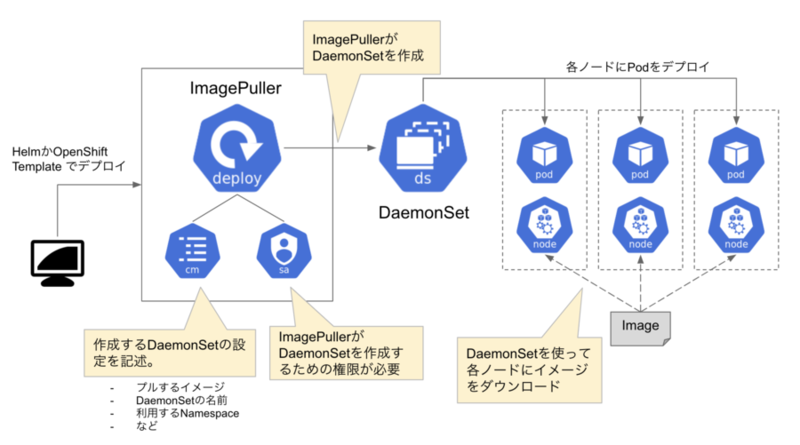 ImagePullerが
DaemonSetを作成
各ノードにPodをデプロイ
ImagePuller
HelmかOpenShift
Template でデプロイ
deploy
ds
DaemonSet
pod
pod
pod
node
node
node
cm
sa
Image
作成するDaemonSetの設
定を記述。
- プルするイメージ
- DaemonSetの名前
- 利用するNamespace
- など
ImagePullerが
DaemonSetを作成す
るための権限が必要
DaemonSetを使って
各ノードにイメージ
をダウンロード